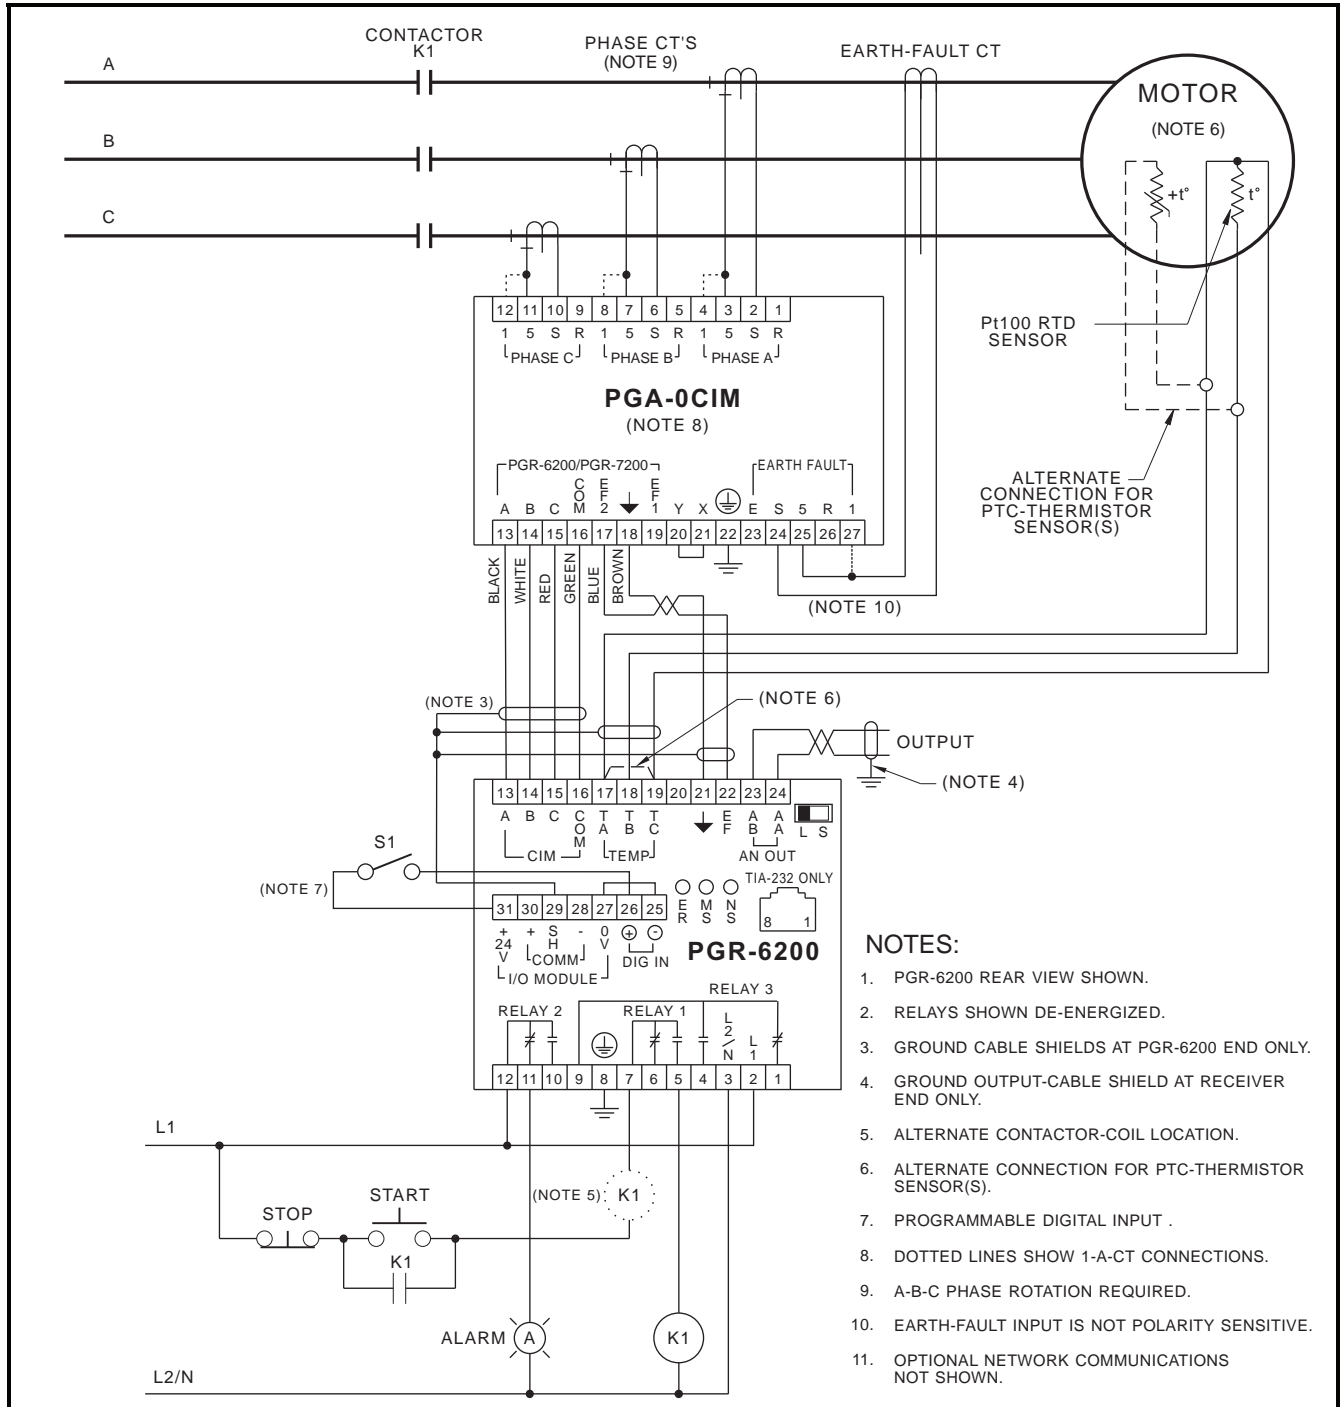 CONTACTOR
K1
PHASE CT'S
(NOTE 9)
EARTH-FAULT CT
A
B
C
MOTOR
(NOTE 6)
+t° t°
Pt100 RTD
SENSOR
ALTERNATE
CONNECTION FOR
PTC-THERMISTOR
SENSOR(S)
12 11 10 9 8 7 6 5 4 3 2 1
1 5 S R 1 5 S R 1 5 S R
PHASE C PHASE B PHASE A
PGA-0CIM
(NOTE 8)
PGR-6200/PGR-7200 EARTH FAULT
A B C COM EF2 EF1 Y X E S 5 R 1
13 14 15 16 17 18 19 20 21 22 23 24 25 26 27
BLACK WHITE RED GREEN BLUE BROWN
(NOTE 10)
(NOTE 3)
(NOTE 6)
OUTPUT
(NOTE 4)
13 14 15 16 17 18 19 20 21 22 23 24
A B C COM TA TB TC EF AB AA L S
CIM TEMP AN OUT
S1
(NOTE 7)
TIA-232 ONLY
8 1
ER MS NS
31 30 29 28 27 26 25
+24V + SH - 0V + -
COMM DIG IN
I/O MODULE
PGR-6200
RELAY 3
RELAY 2 RELAY 1
L2/N L1
12 11 10 9 8 7 6 5 4 3 2 1
L1
STOP
START
K1
(NOTE 5) K1
ALARM A
K1
L2/N
NOTES:
1. PGR-6200 REAR VIEW SHOWN.
2. RELAYS SHOWN DE-ENERGIZED.
3. GROUND CABLE SHIELDS AT PGR-6200 END ONLY.
4. GROUND OUTPUT-CABLE SHIELD AT RECEIVER
END ONLY.
5. ALTERNATE CONTACTOR-COIL LOCATION.
6. ALTERNATE CONNECTION FOR PTC-THERMISTOR
SENSOR(S).
7. PROGRAMMABLE DIGITAL INPUT .
8. DOTTED LINES SHOW 1-A-CT CONNECTIONS.
9. A-B-C PHASE ROTATION REQUIRED.
10. EARTH-FAULT INPUT IS NOT POLARITY SENSITIVE.
11. OPTIONAL NETWORK COMMUNICATIONS
NOT SHOWN.